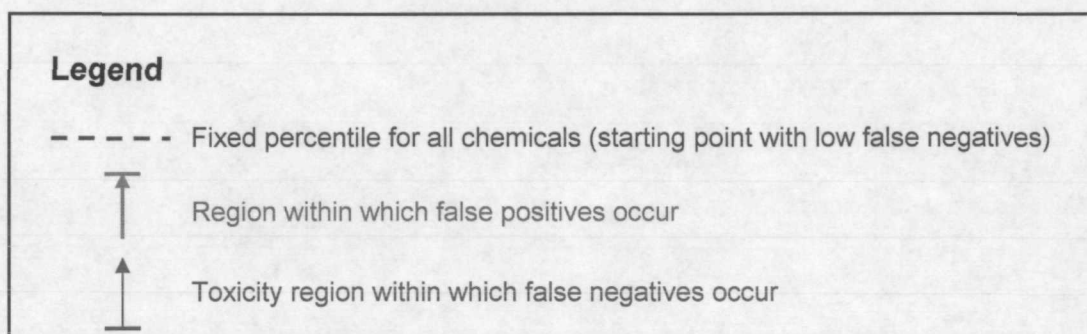 Legend
Fixed percentile for all chemicals (starting point with low false negatives)
Region within which false positives occur
Toxicity region within which false negatives occur